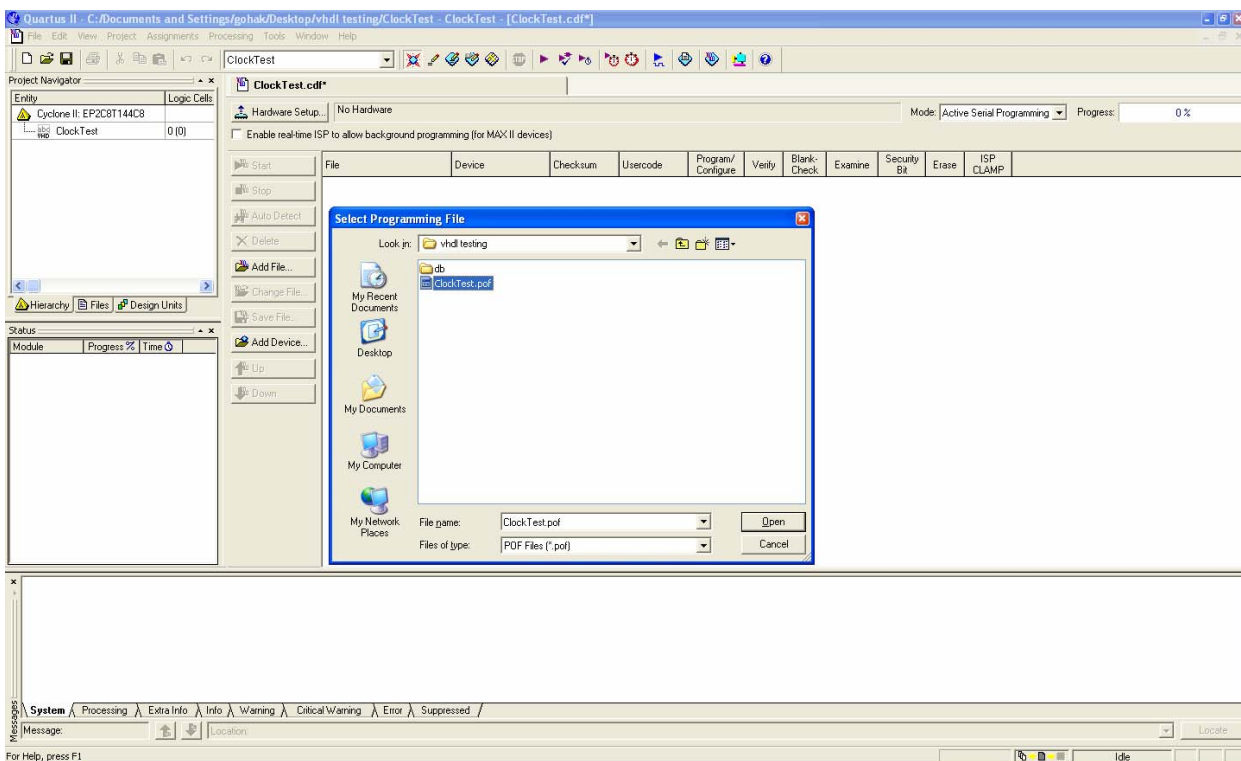 Quartus II - C:/Documents and Settings/gohak/Desktop/vhdl testing/ClockTest - ClockTest - [ClockTest.cdf*]
File Edit View Project Assignments Processing Tools Window Help
ClockTest
Project Navigator
Entity Logic Cells
Cyclone II: EP2C8T144C8
ClockTest 0 (0)
Hierarchy Files Design Units
Status
Module Progress % Time
ClockTest.cdf*
Hardware Setup... No Hardware Mode: Active Serial Programming Progress: 0 %
Enable real-time ISP to allow background programming (for MAX II devices)
Start
Stop
Auto Detect
Delete
Add File...
Change File...
Save File...
Add Device...
Up
Down
File Device Checksum Usercode Program/Configure Verify Blank-Check Examine Security Bit Erase ISP CLAMP
Select Programming File
Look in: vhdl testing
My Recent Documents
Desktop
My Documents
My Computer
My Network Places
db
ClockTest.pof
File name: ClockTest.pof Open
Files of type: POF Files (*.pof) Cancel
Messages
System Processing Extra Info Info Warning Critical Warning Error Suppressed
Message: Location: Locate
For Help, press F1 Idle